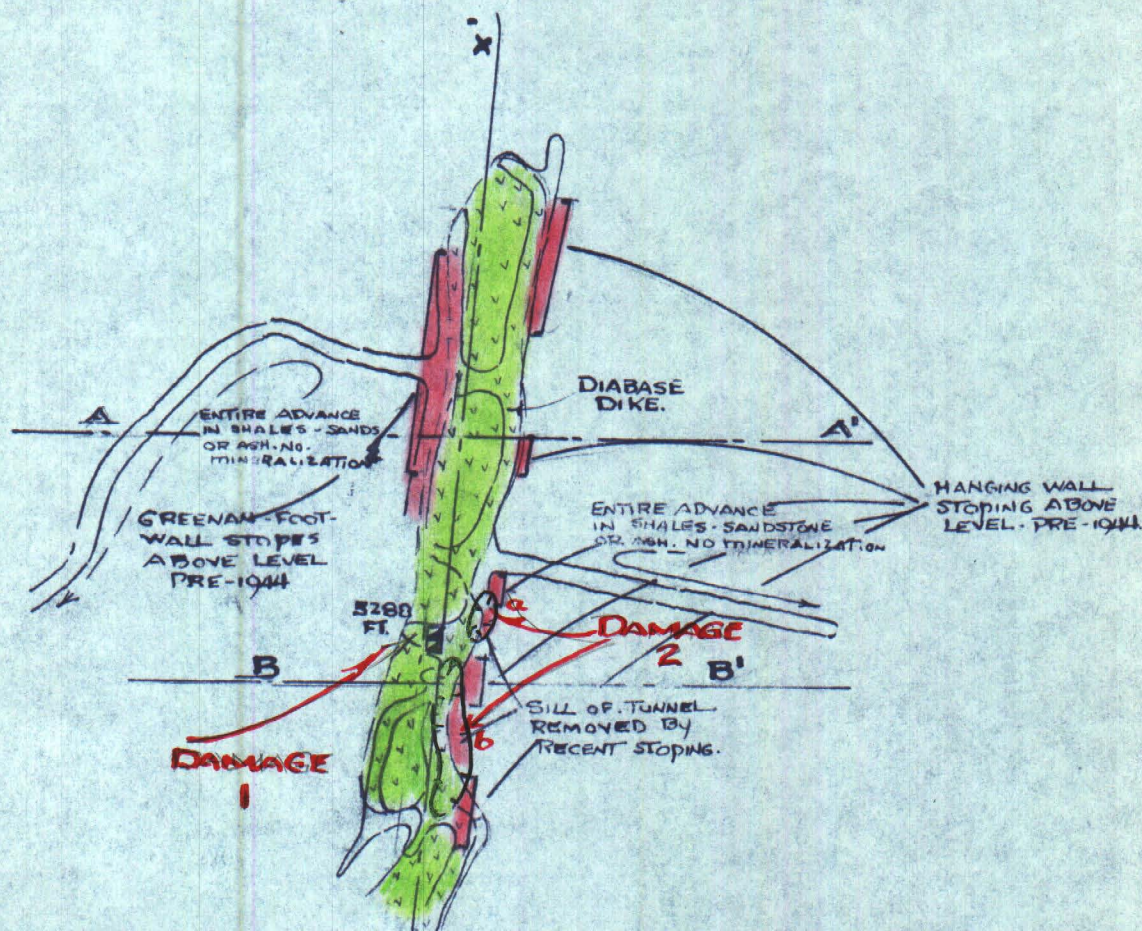 X'
DIABASE
DIKE.
A
A'
ENTIRE ADVANCE
IN SHALES-SANDS
OR ASH. NO.
MINERALIZATION
GREENAN-FOOT-
WALL STOPES
ABOVE LEVEL
PRE-1944
HANGING WALL
STOPING ABOVE
LEVEL. PRE-1944
ENTIRE ADVANCE
IN SHALES-SANDSTONE
OR ASH. NO MINERALIZATION
5288
FT.
a
DAMAGE
2
B
B'
b
SILL OF TUNNEL
REMOVED BY
RECENT STOPING.
DAMAGE
1